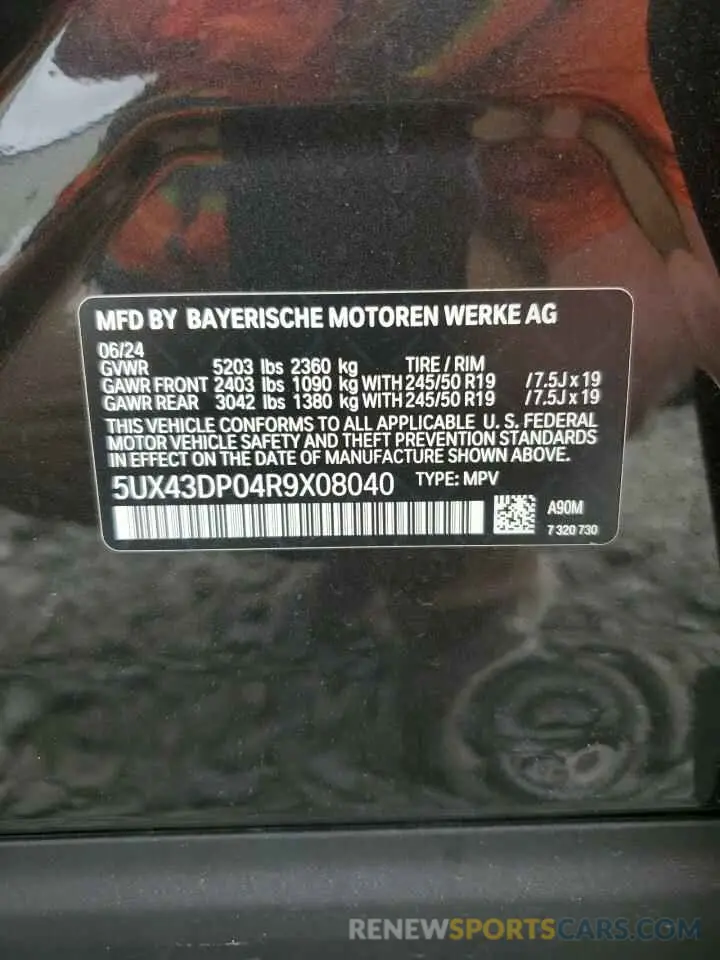 MFD BY BAYERISCHE MOTOREN WERKE AG
06/24
GVWR 5203 lbs 2360 kg TIRE / RIM
GAWR FRONT 2403 lbs 1090 kg WITH 245/50 R19 /7.5J x 19
GAWR REAR 3042 lbs 1380 kg WITH 245/50 R19 /7.5J x 19
THIS VEHICLE CONFORMS TO ALL APPLICABLE U. S. FEDERAL
MOTOR VEHICLE SAFETY AND THEFT PREVENTION STANDARDS
IN EFFECT ON THE DATE OF MANUFACTURE SHOWN ABOVE.
5UX43DP04R9X08040 TYPE: MPV
A90M
7 320 730
RENEWSPORTSCARS.COM